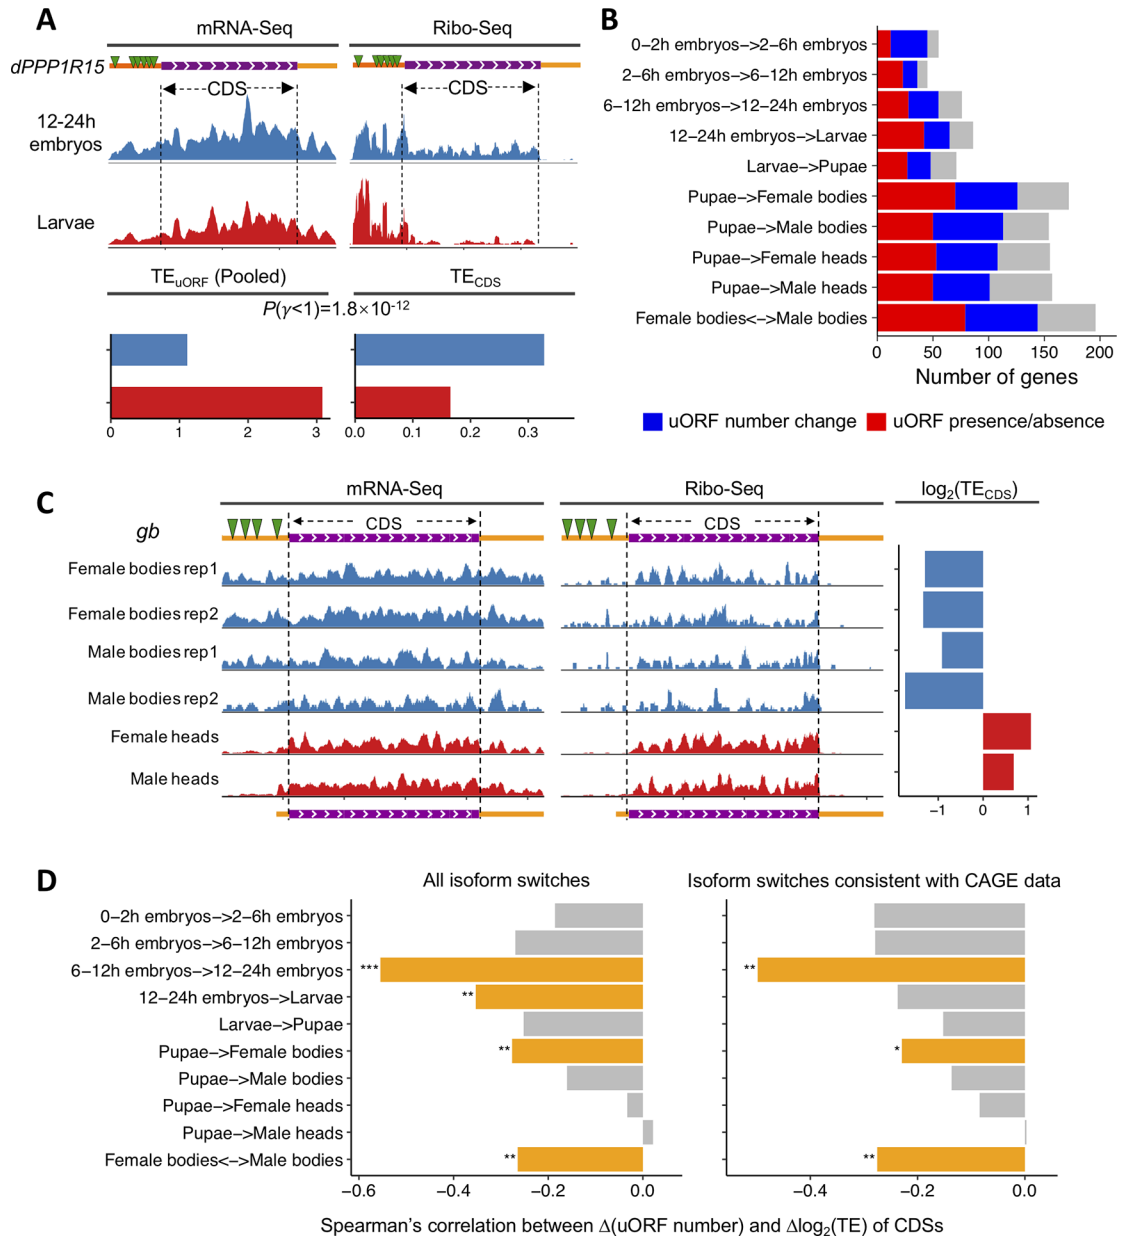 A
mRNA-Seq
Ribo-Seq
dPPP1R15
CDS
CDS
12-24h
embryos
Larvae
TEuORF (Pooled)
TECDS
P(γ<1)=1.8×10-12
0 1 2 3
0.0 0.1 0.2 0.3
B
0−2h embryos−>2−6h embryos
2−6h embryos−>6−12h embryos
6−12h embryos−>12−24h embryos
12−24h embryos−>Larvae
Larvae−>Pupae
Pupae−>Female bodies
Pupae−>Male bodies
Pupae−>Female heads
Pupae−>Male heads
Female bodies<−>Male bodies
0 50 100 150 200
Number of genes
uORF number change uORF presence/absence
C
mRNA-Seq
Ribo-Seq
log2(TECDS)
gb
CDS
CDS
Female bodies rep1
Female bodies rep2
Male bodies rep1
Male bodies rep2
Female heads
Male heads
−1 0 1
D
All isoform switches
Isoform switches consistent with CAGE data
0−2h embryos−>2−6h embryos
2−6h embryos−>6−12h embryos
6−12h embryos−>12−24h embryos *** **
12−24h embryos−>Larvae **
Larvae−>Pupae
Pupae−>Female bodies ** *
Pupae−>Male bodies
Pupae−>Female heads
Pupae−>Male heads
Female bodies<−>Male bodies ** **
−0.6 −0.4 −0.2 0.0
−0.4 −0.2 0.0
Spearman's correlation between Δ(uORF number) and Δlog2(TE) of CDSs